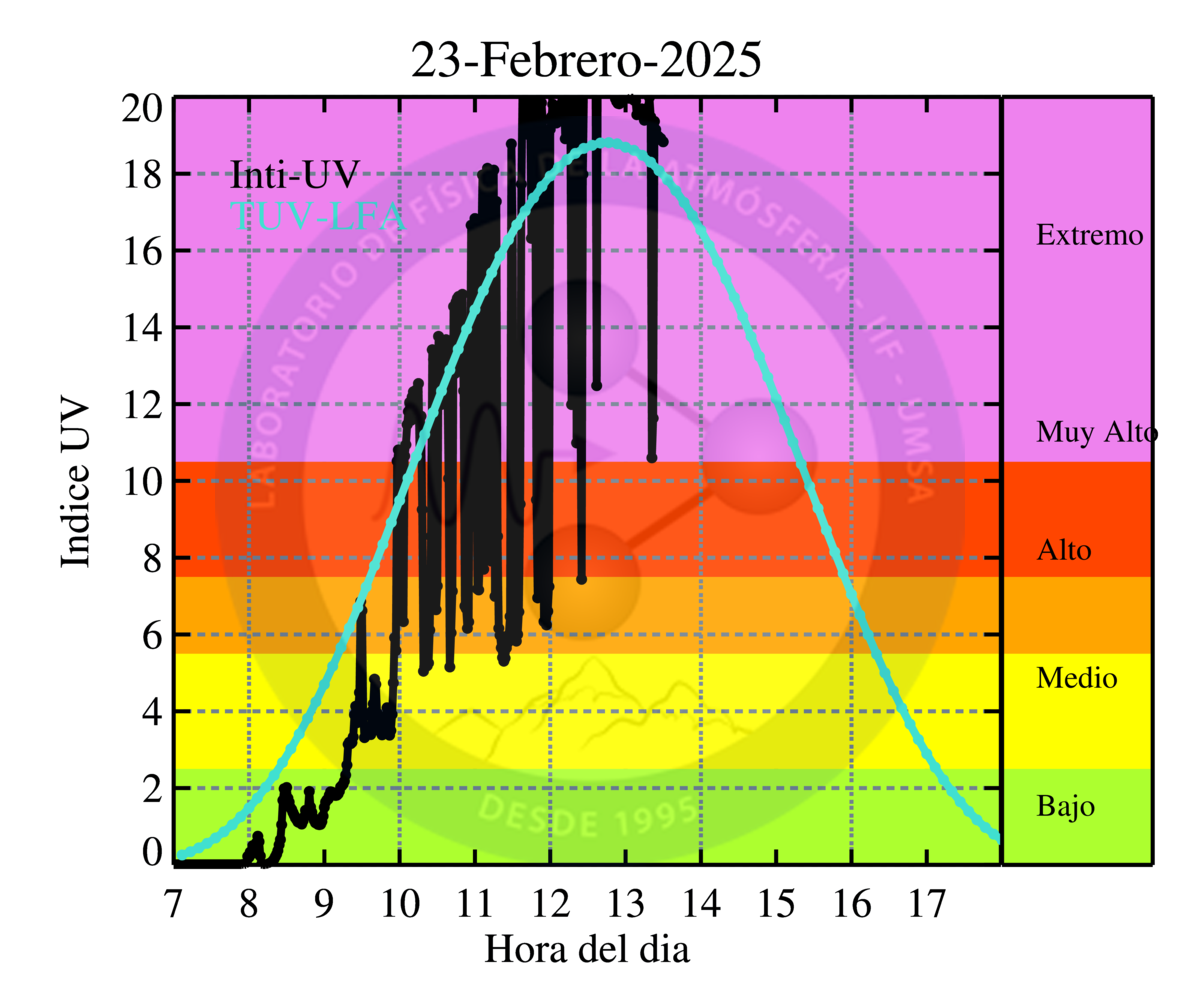 23-Febrero-2025
Indice UV
20
18
16
14
12
10
8
6
4
2
0
Inti-UV
TUV-LFA
LABORATORIO DE FÍSICA DE LA ATMÓSFERA - IIF - UMSA
DESDE 1995
Extremo
Muy Alto
Alto
Medio
Bajo
7 8 9 10 11 12 13 14 15 16 17
Hora del dia